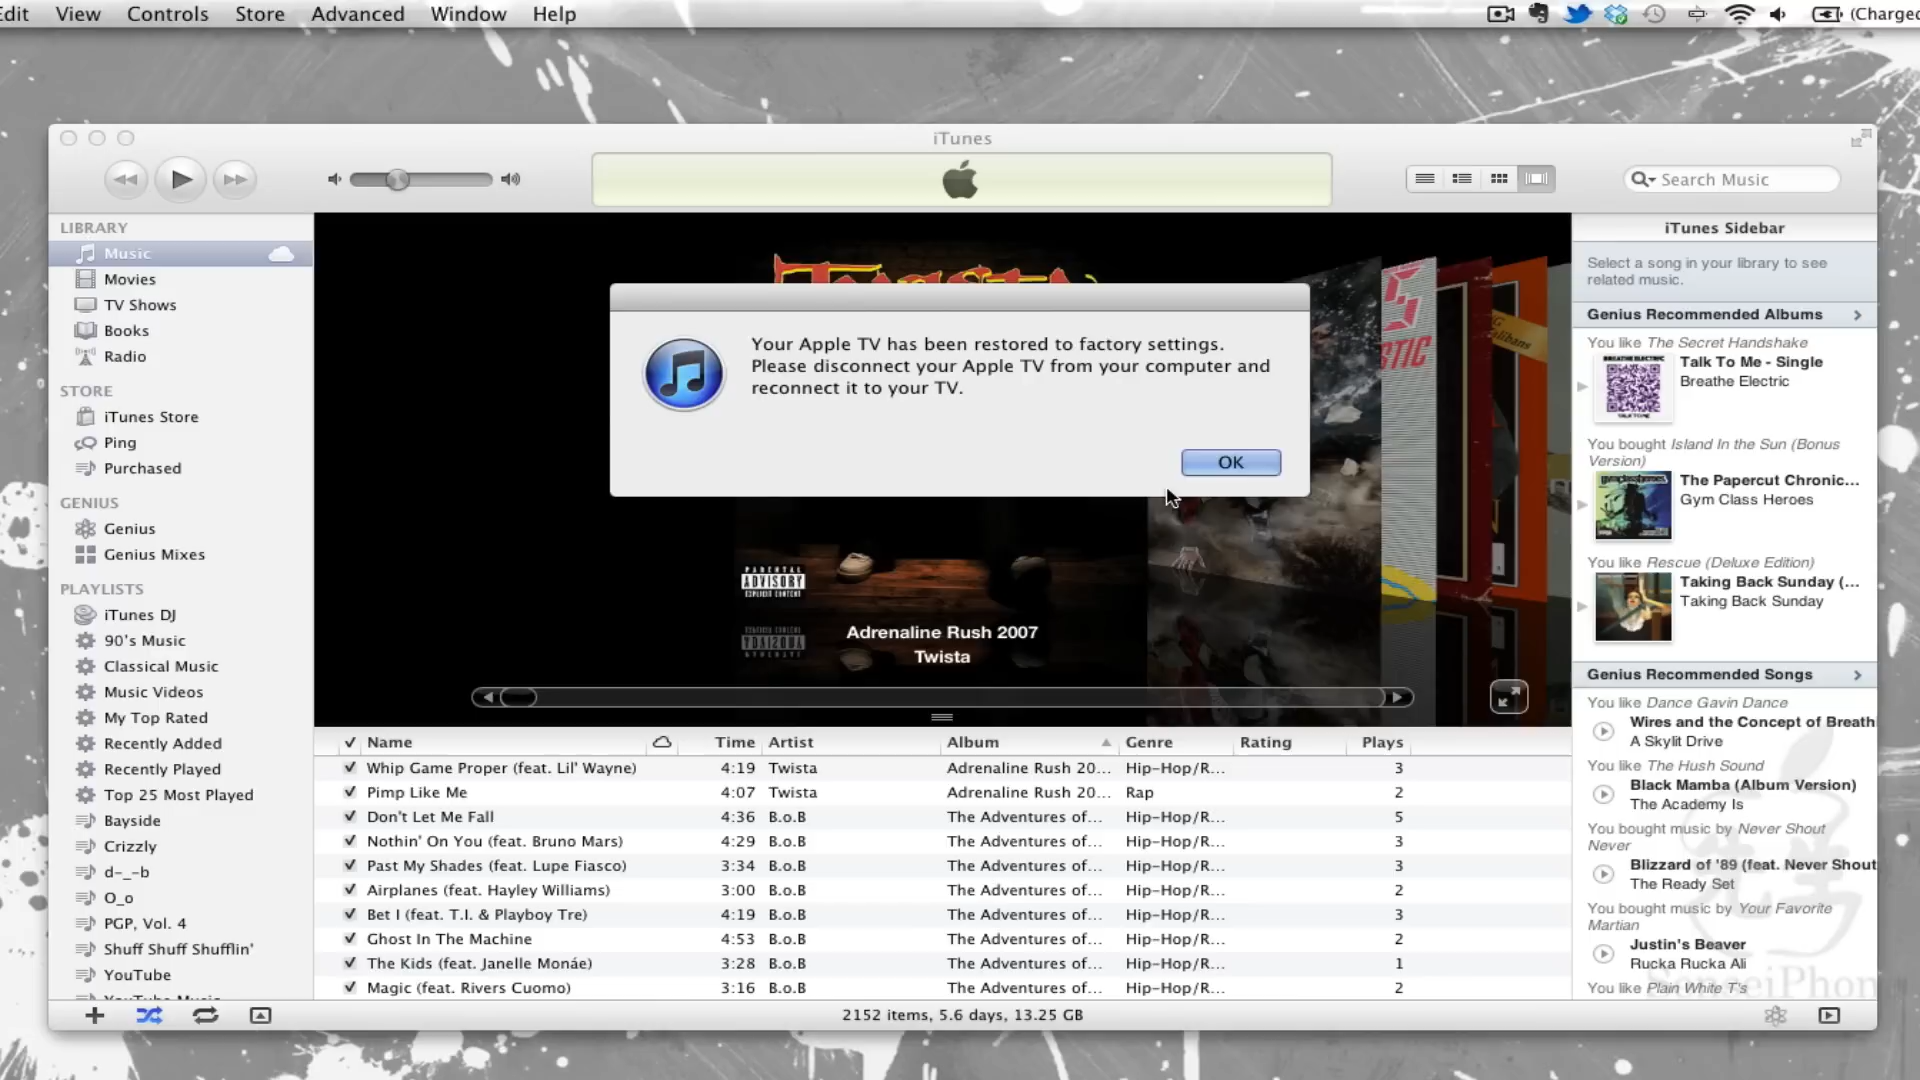 Edit View Controls Store Advanced Window Help
(Charged
iTunes
Search Music
LIBRARY
Music
Movies
TV Shows
Books
Radio
STORE
iTunes Store
Ping
Purchased
GENIUS
Genius
Genius Mixes
PLAYLISTS
iTunes DJ
90's Music
Classical Music
Music Videos
My Top Rated
Recently Added
Recently Played
Top 25 Most Played
Bayside
Crizzly
d-_-b
O_o
PGP, Vol. 4
Shuff Shuff Shufflin'
YouTube
YouTube Music
Your Apple TV has been restored to factory settings.
Please disconnect your Apple TV from your computer and
reconnect it to your TV.
OK
PARENTAL
ADVISORY
EXPLICIT CONTENT
Adrenaline Rush 2007
Twista
Name Time Artist Album Genre Rating Plays
Whip Game Proper (feat. Lil' Wayne) 4:19 Twista Adrenaline Rush 20... Hip-Hop/R... 3
Pimp Like Me 4:07 Twista Adrenaline Rush 20... Rap 2
Don't Let Me Fall 4:36 B.o.B The Adventures of... Hip-Hop/R... 5
Nothin' On You (feat. Bruno Mars) 4:29 B.o.B The Adventures of... Hip-Hop/R... 3
Past My Shades (feat. Lupe Fiasco) 3:34 B.o.B The Adventures of... Hip-Hop/R... 3
Airplanes (feat. Hayley Williams) 3:00 B.o.B The Adventures of... Hip-Hop/R... 2
Bet I (feat. T.I. & Playboy Tre) 4:19 B.o.B The Adventures of... Hip-Hop/R... 3
Ghost In The Machine 4:53 B.o.B The Adventures of... Hip-Hop/R... 2
The Kids (feat. Janelle Monáe) 3:28 B.o.B The Adventures of... Hip-Hop/R... 1
Magic (feat. Rivers Cuomo) 3:16 B.o.B The Adventures of... Hip-Hop/R... 2
2152 items, 5.6 days, 13.25 GB
iTunes Sidebar
Select a song in your library to see
related music.
Genius Recommended Albums
You like The Secret Handshake
Talk To Me - Single
Breathe Electric
You bought Island In the Sun (Bonus
Version)
The Papercut Chronic...
Gym Class Heroes
You like Rescue (Deluxe Edition)
Taking Back Sunday (...
Taking Back Sunday
Genius Recommended Songs
You like Dance Gavin Dance
Wires and the Concept of Breath
A Skylit Drive
You like The Hush Sound
Black Mamba (Album Version)
The Academy Is
You bought music by Never Shout
Never
Blizzard of '89 (feat. Never Shout
The Ready Set
You bought music by Your Favorite
Martian
Justin's Beaver
Rucka Rucka Ali
You like Plain White T's
SenseiPhon